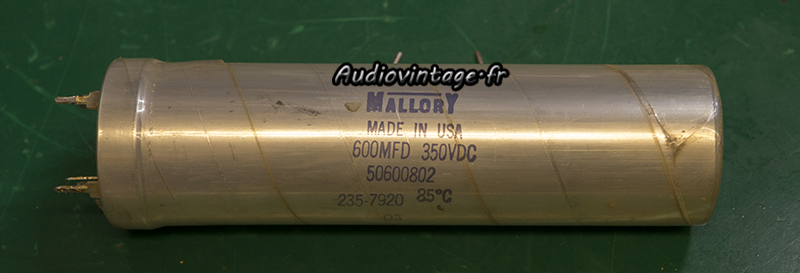 Audiovintage.fr
MALLORY
MADE IN USA
600MFD 350VDC
50600802
235-7920 85°C